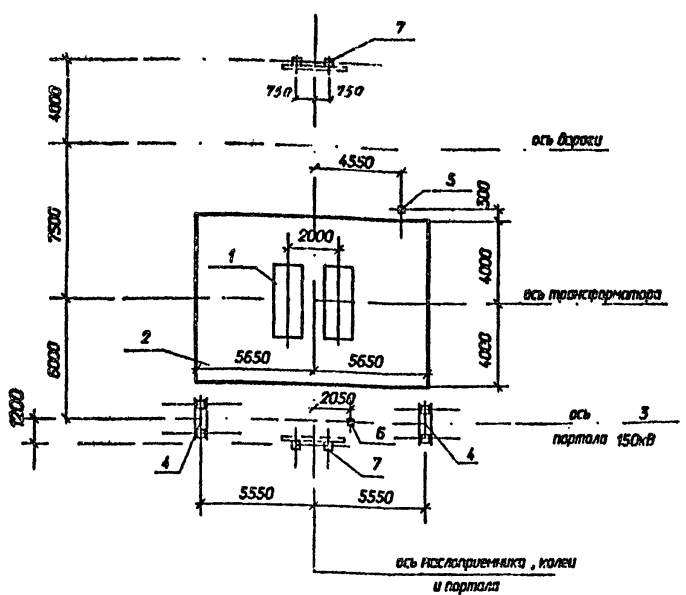 7
750 750
4000
ось дороги
4550
5
500
7500
2000
1
4000
ось трансформатора
6000
2
5650 5650
4000
1200
2050
ось 3
портала 150кВ
6
4 7 4
5550 5550
ось маслоприемника, колеи
и портала